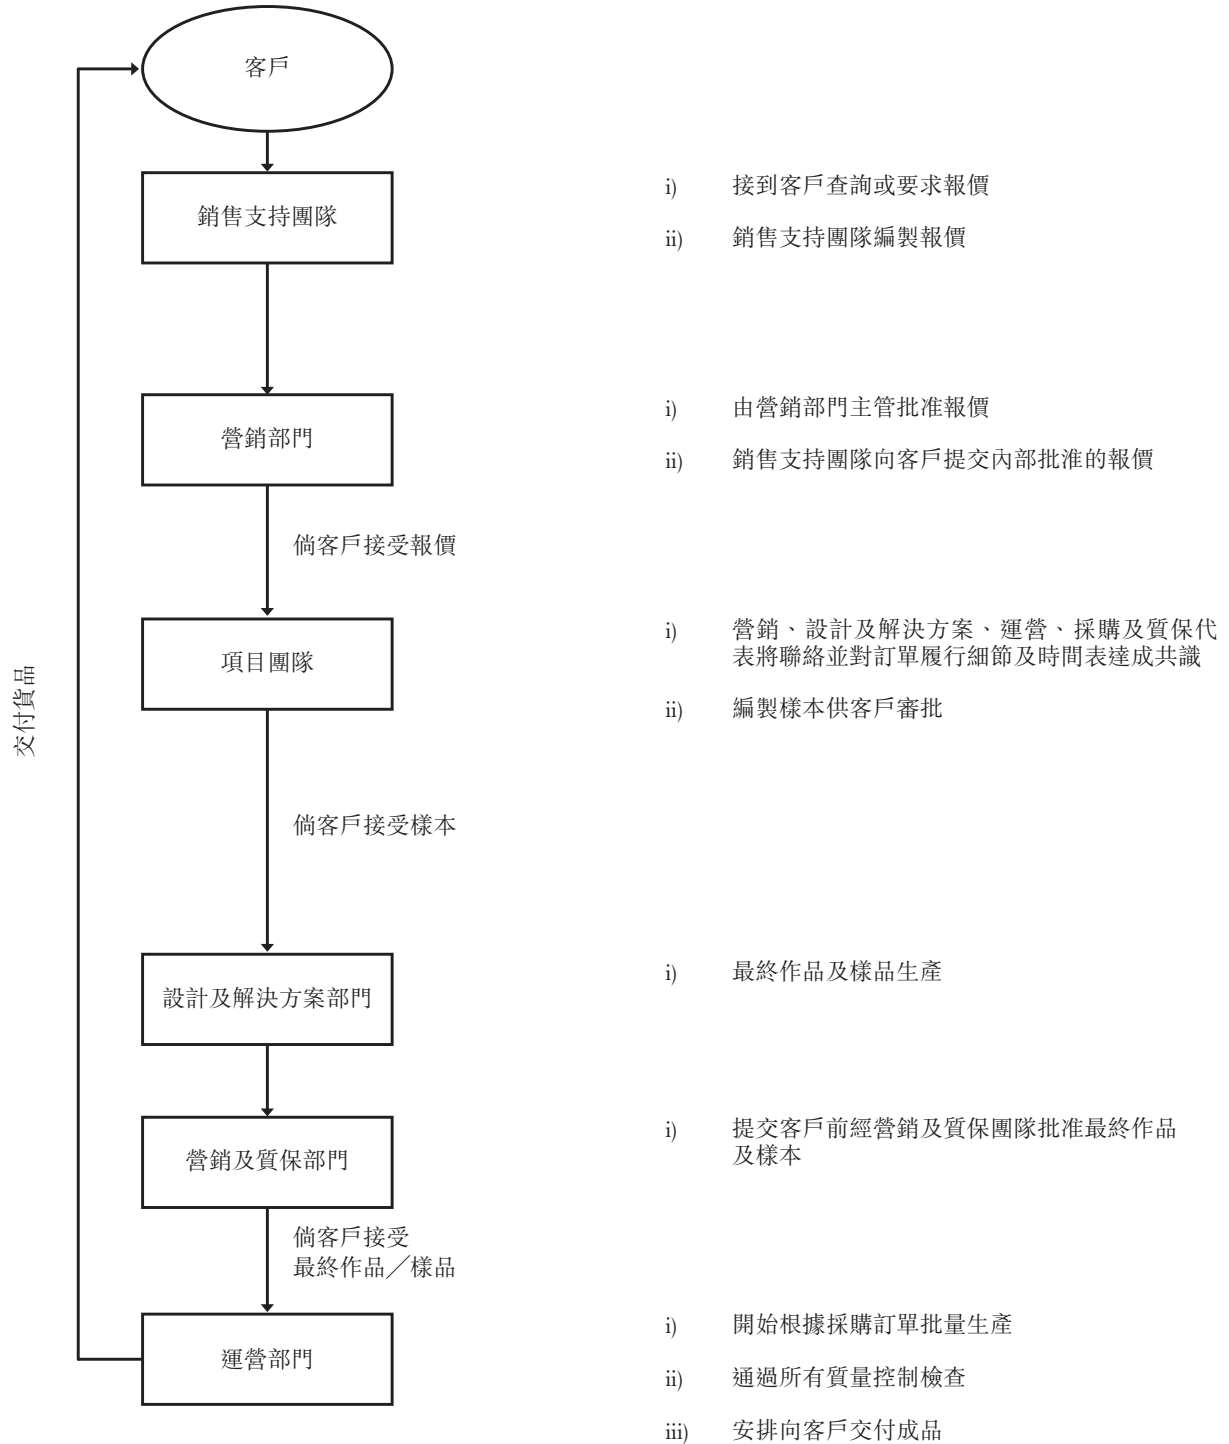 客戶
銷售支持團隊
i) 接到客戶查詢或要求報價
ii) 銷售支持團隊編製報價
營銷部門
i) 由營銷部門主管批准報價
ii) 銷售支持團隊向客戶提交內部批淮的報價
倘客戶接受報價
項目團隊
i) 營銷、設計及解決方案、運營、採購及質保代
表將聯絡並對訂單履行細節及時間表達成共識
ii) 編製樣本供客戶審批
交付貨品
倘客戶接受樣本
設計及解決方案部門
i) 最終作品及樣品生產
營銷及質保部門
i) 提交客戶前經營銷及質保團隊批准最終作品
及樣本
倘客戶接受
最終作品／樣品
運營部門
i) 開始根據採購訂單批量生產
ii) 通過所有質量控制檢查
iii) 安排向客戶交付成品